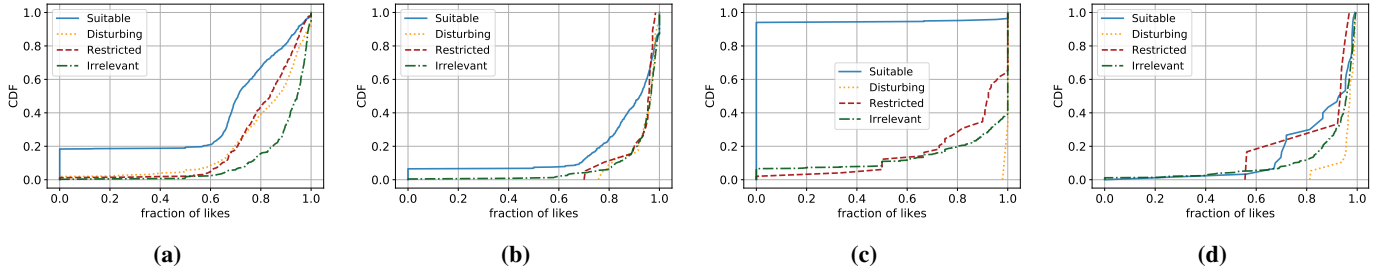 1.0
0.8
0.6
0.4
0.2
0.0
CDF
Suitable
Disturbing
Restricted
Irrelevant
0.0 0.2 0.4 0.6 0.8 1.0
fraction of likes
(a)
1.0
0.8
0.6
0.4
0.2
0.0
CDF
Suitable
Disturbing
Restricted
Irrelevant
0.0 0.2 0.4 0.6 0.8 1.0
fraction of likes
(b)
1.0
0.8
0.6
0.4
0.2
0.0
CDF
Suitable
Disturbing
Restricted
Irrelevant
0.0 0.2 0.4 0.6 0.8 1.0
fraction of likes
(c)
1.0
0.8
0.6
0.4
0.2
0.0
CDF
Suitable
Disturbing
Restricted
Irrelevant
0.0 0.2 0.4 0.6 0.8 1.0
fraction of likes
(d)